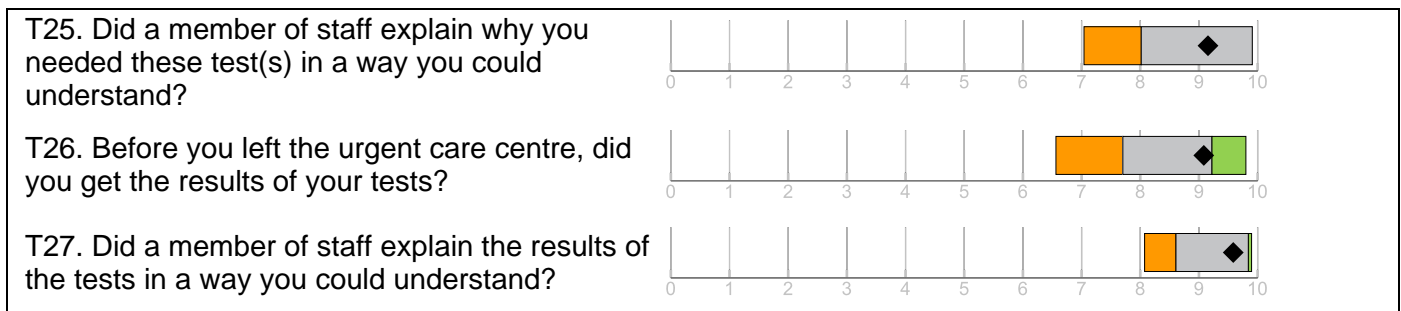 T25. Did a member of staff explain why you
needed these test(s) in a way you could
understand?
0 1 2 3 4 5 6 7 8 9 10
T26. Before you left the urgent care centre, did
you get the results of your tests?
0 1 2 3 4 5 6 7 8 9 10
T27. Did a member of staff explain the results of
the tests in a way you could understand?
0 1 2 3 4 5 6 7 8 9 10